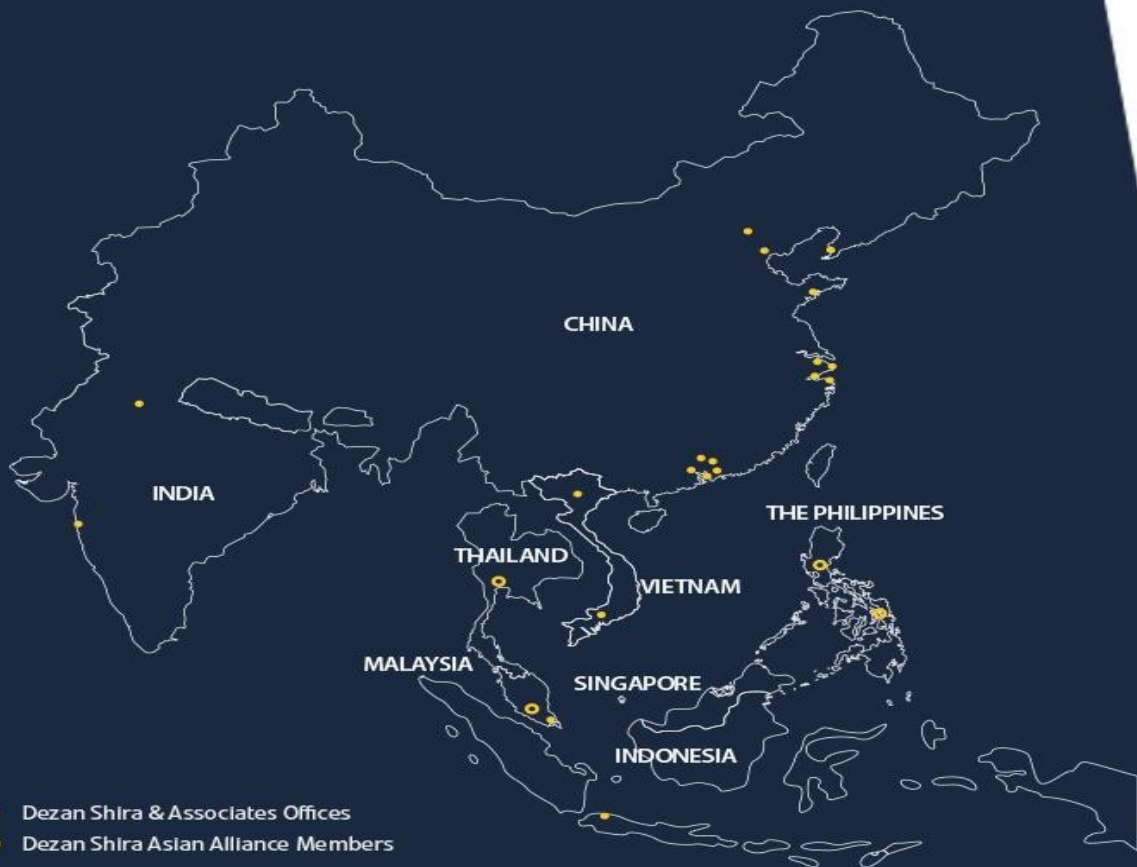 CHINA
INDIA
THE PHILIPPINES
THAILAND
VIETNAM
MALAYSIA
SINGAPORE
INDONESIA
Dezan Shira & Associates Offices
Dezan Shira Asian Alliance Members